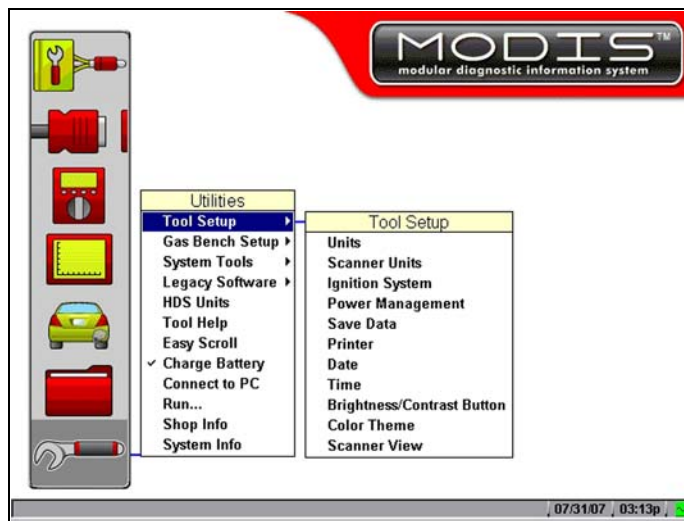 MODIS™
modular diagnostic information system
Utilities
Tool Setup
Gas Bench Setup
System Tools
Legacy Software
HDS Units
Tool Help
Easy Scroll
✓ Charge Battery
Connect to PC
Run...
Shop Info
System Info
Tool Setup
Units
Scanner Units
Ignition System
Power Management
Save Data
Printer
Date
Time
Brightness/Contrast Button
Color Theme
Scanner View
07/31/07 03:13p